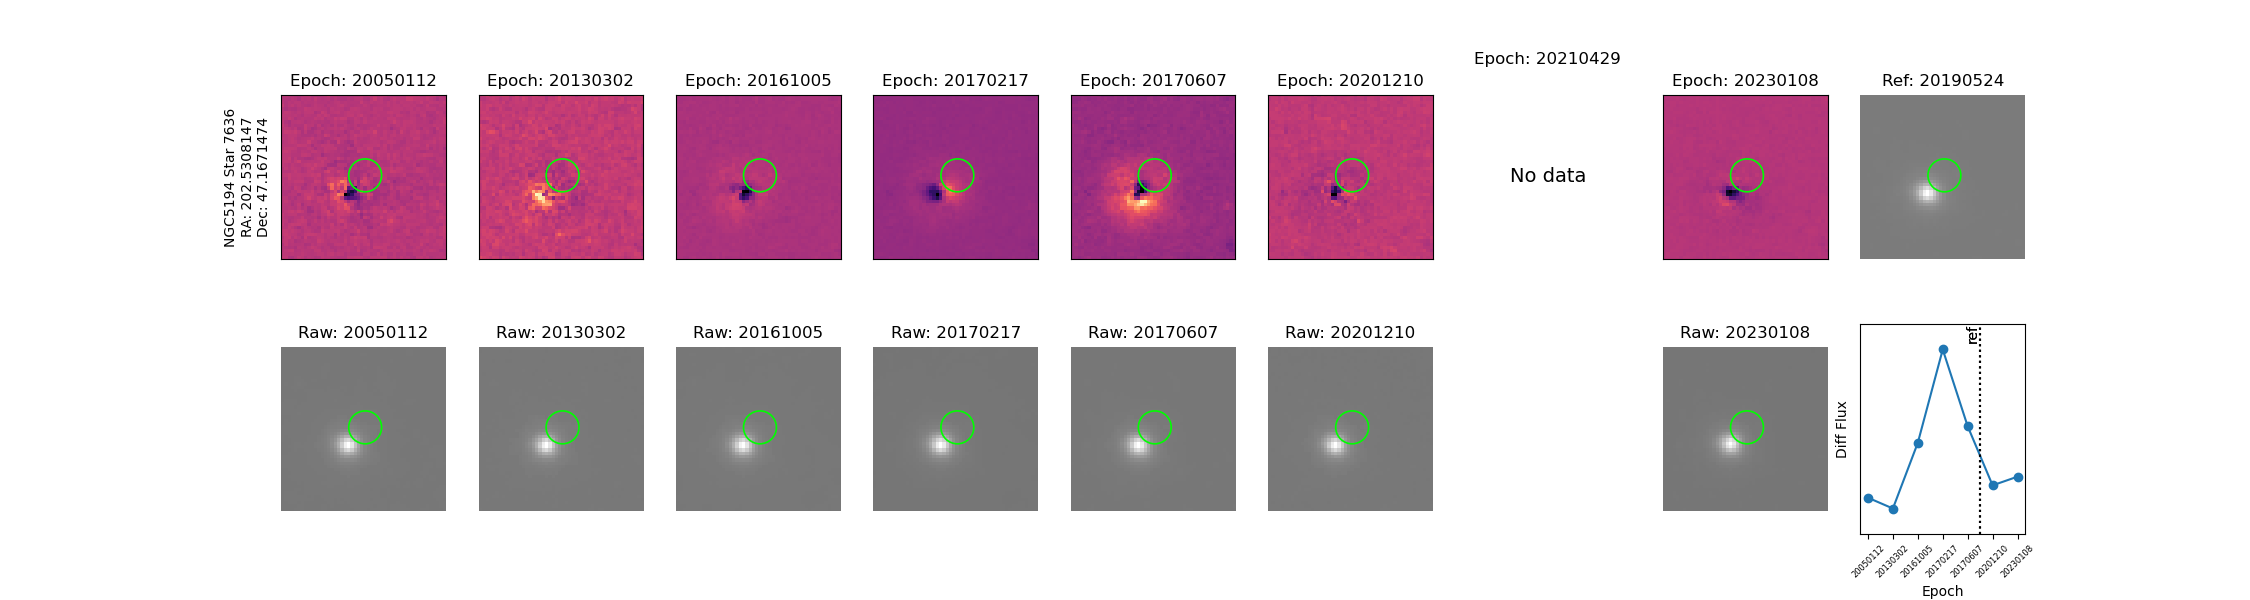 Epoch: 20210429
Epoch: 20050112
Epoch: 20130302
Epoch: 20161005
Epoch: 20170217
Epoch: 20170607
Epoch: 20201210
Epoch: 20230108
Ref: 20190524
NGC5194 Star 7636
RA: 202.5308147
Dec: 47.1671474
No data
Raw: 20050112
Raw: 20130302
Raw: 20161005
Raw: 20170217
Raw: 20170607
Raw: 20201210
Raw: 20230108
ref
Diff Flux
20050112
20130302
20161005
20170217
20170607
20201210
20230108
Epoch